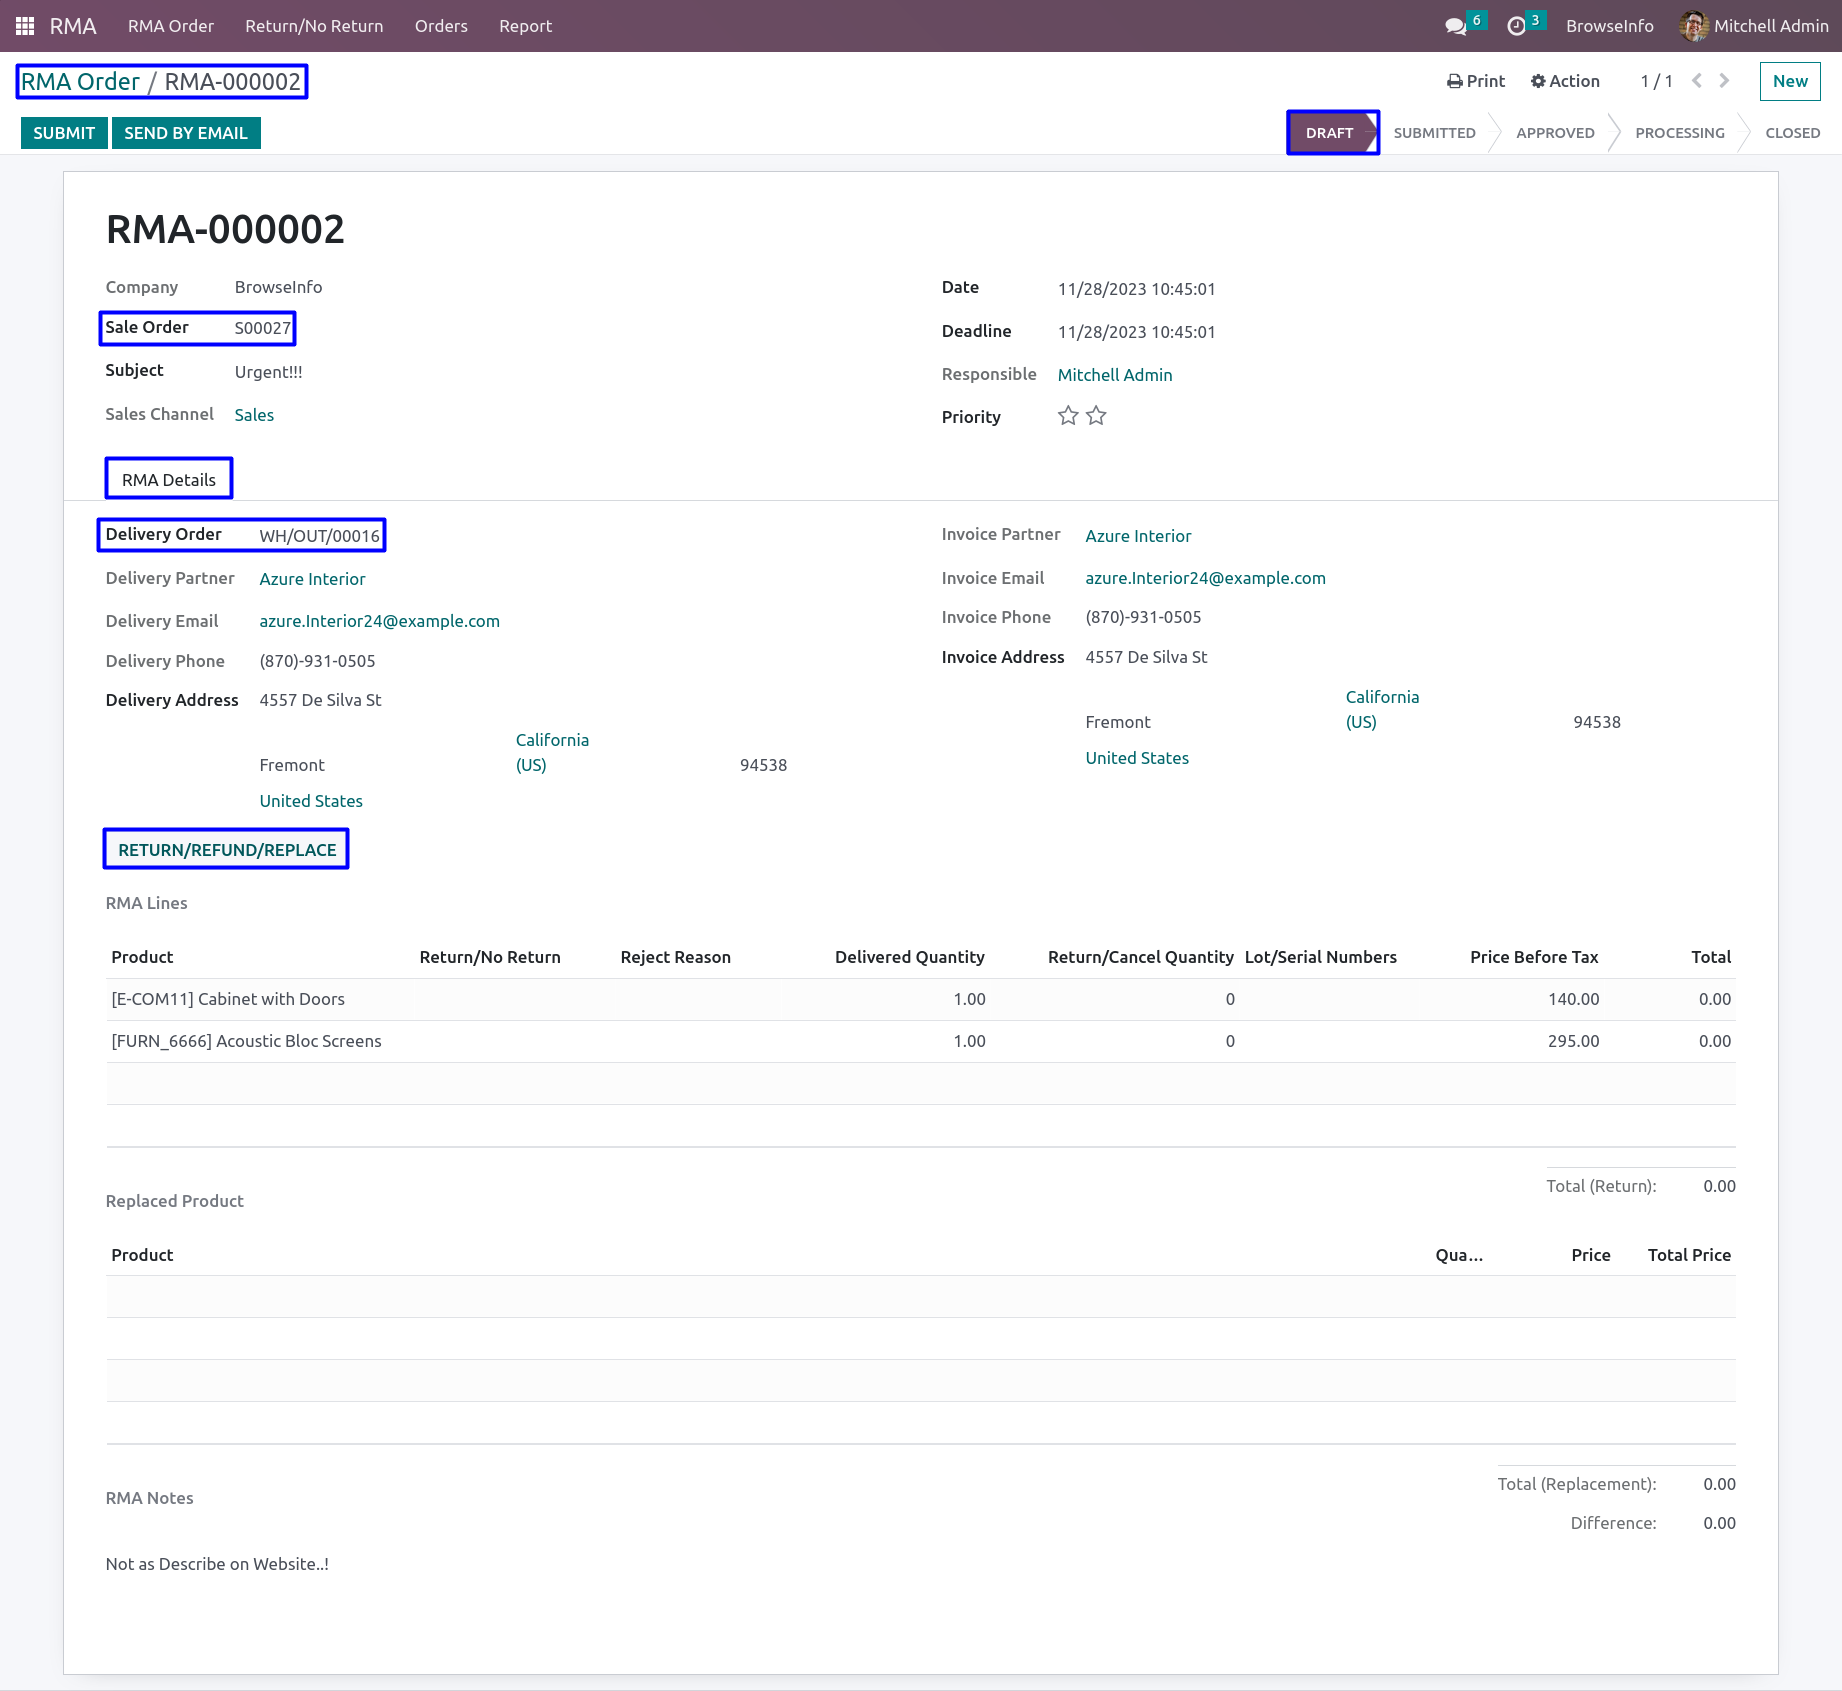 RMA RMA Order Return/No Return Orders Report 6 3 BrowseInfo Mitchell Admin
RMA Order / RMA-000002 Print Action 1 / 1 New
SUBMIT SEND BY EMAIL DRAFT SUBMITTED APPROVED PROCESSING CLOSED
RMA-000002
Company BrowseInfo Date 11/28/2023 10:45:01
Sale Order S00027 Deadline 11/28/2023 10:45:01
Subject Urgent!!! Responsible Mitchell Admin
Sales Channel Sales Priority
RMA Details
Delivery Order WH/OUT/00016 Invoice Partner Azure Interior
Delivery Partner Azure Interior Invoice Email azure.Interior24@example.com
Delivery Email azure.Interior24@example.com Invoice Phone (870)-931-0505
Delivery Phone (870)-931-0505 Invoice Address 4557 De Silva St
Delivery Address 4557 De Silva St California
Fremont (US) 94538
California United States
Fremont (US) 94538
United States
RETURN/REFUND/REPLACE
RMA Lines
Product Return/No Return Reject Reason Delivered Quantity Return/Cancel Quantity Lot/Serial Numbers Price Before Tax Total
[E-COM11] Cabinet with Doors 1.00 0 140.00 0.00
[FURN_6666] Acoustic Bloc Screens 1.00 0 295.00 0.00
Total (Return): 0.00
Replaced Product
Product Qua... Price Total Price
Total (Replacement): 0.00
RMA Notes
Difference: 0.00
Not as Describe on Website..!